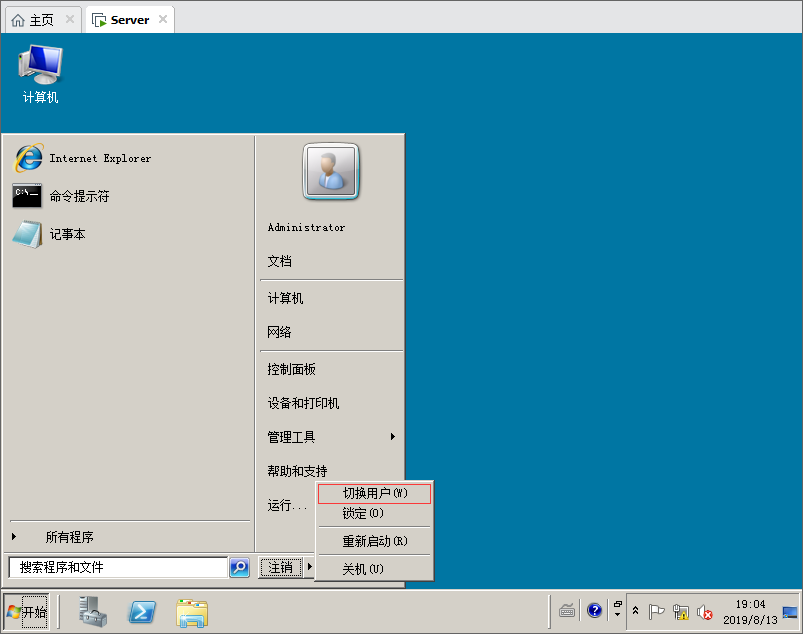 主页
Server
计算机
Internet Explorer
命令提示符
记事本
所有程序
搜索程序和文件
Administrator
文档
计算机
网络
控制面板
设备和打印机
管理工具
帮助和支持
运行...
注销
切换用户(W)
锁定(O)
重新启动(R)
关机(U)
开始
19:04
2019/8/13